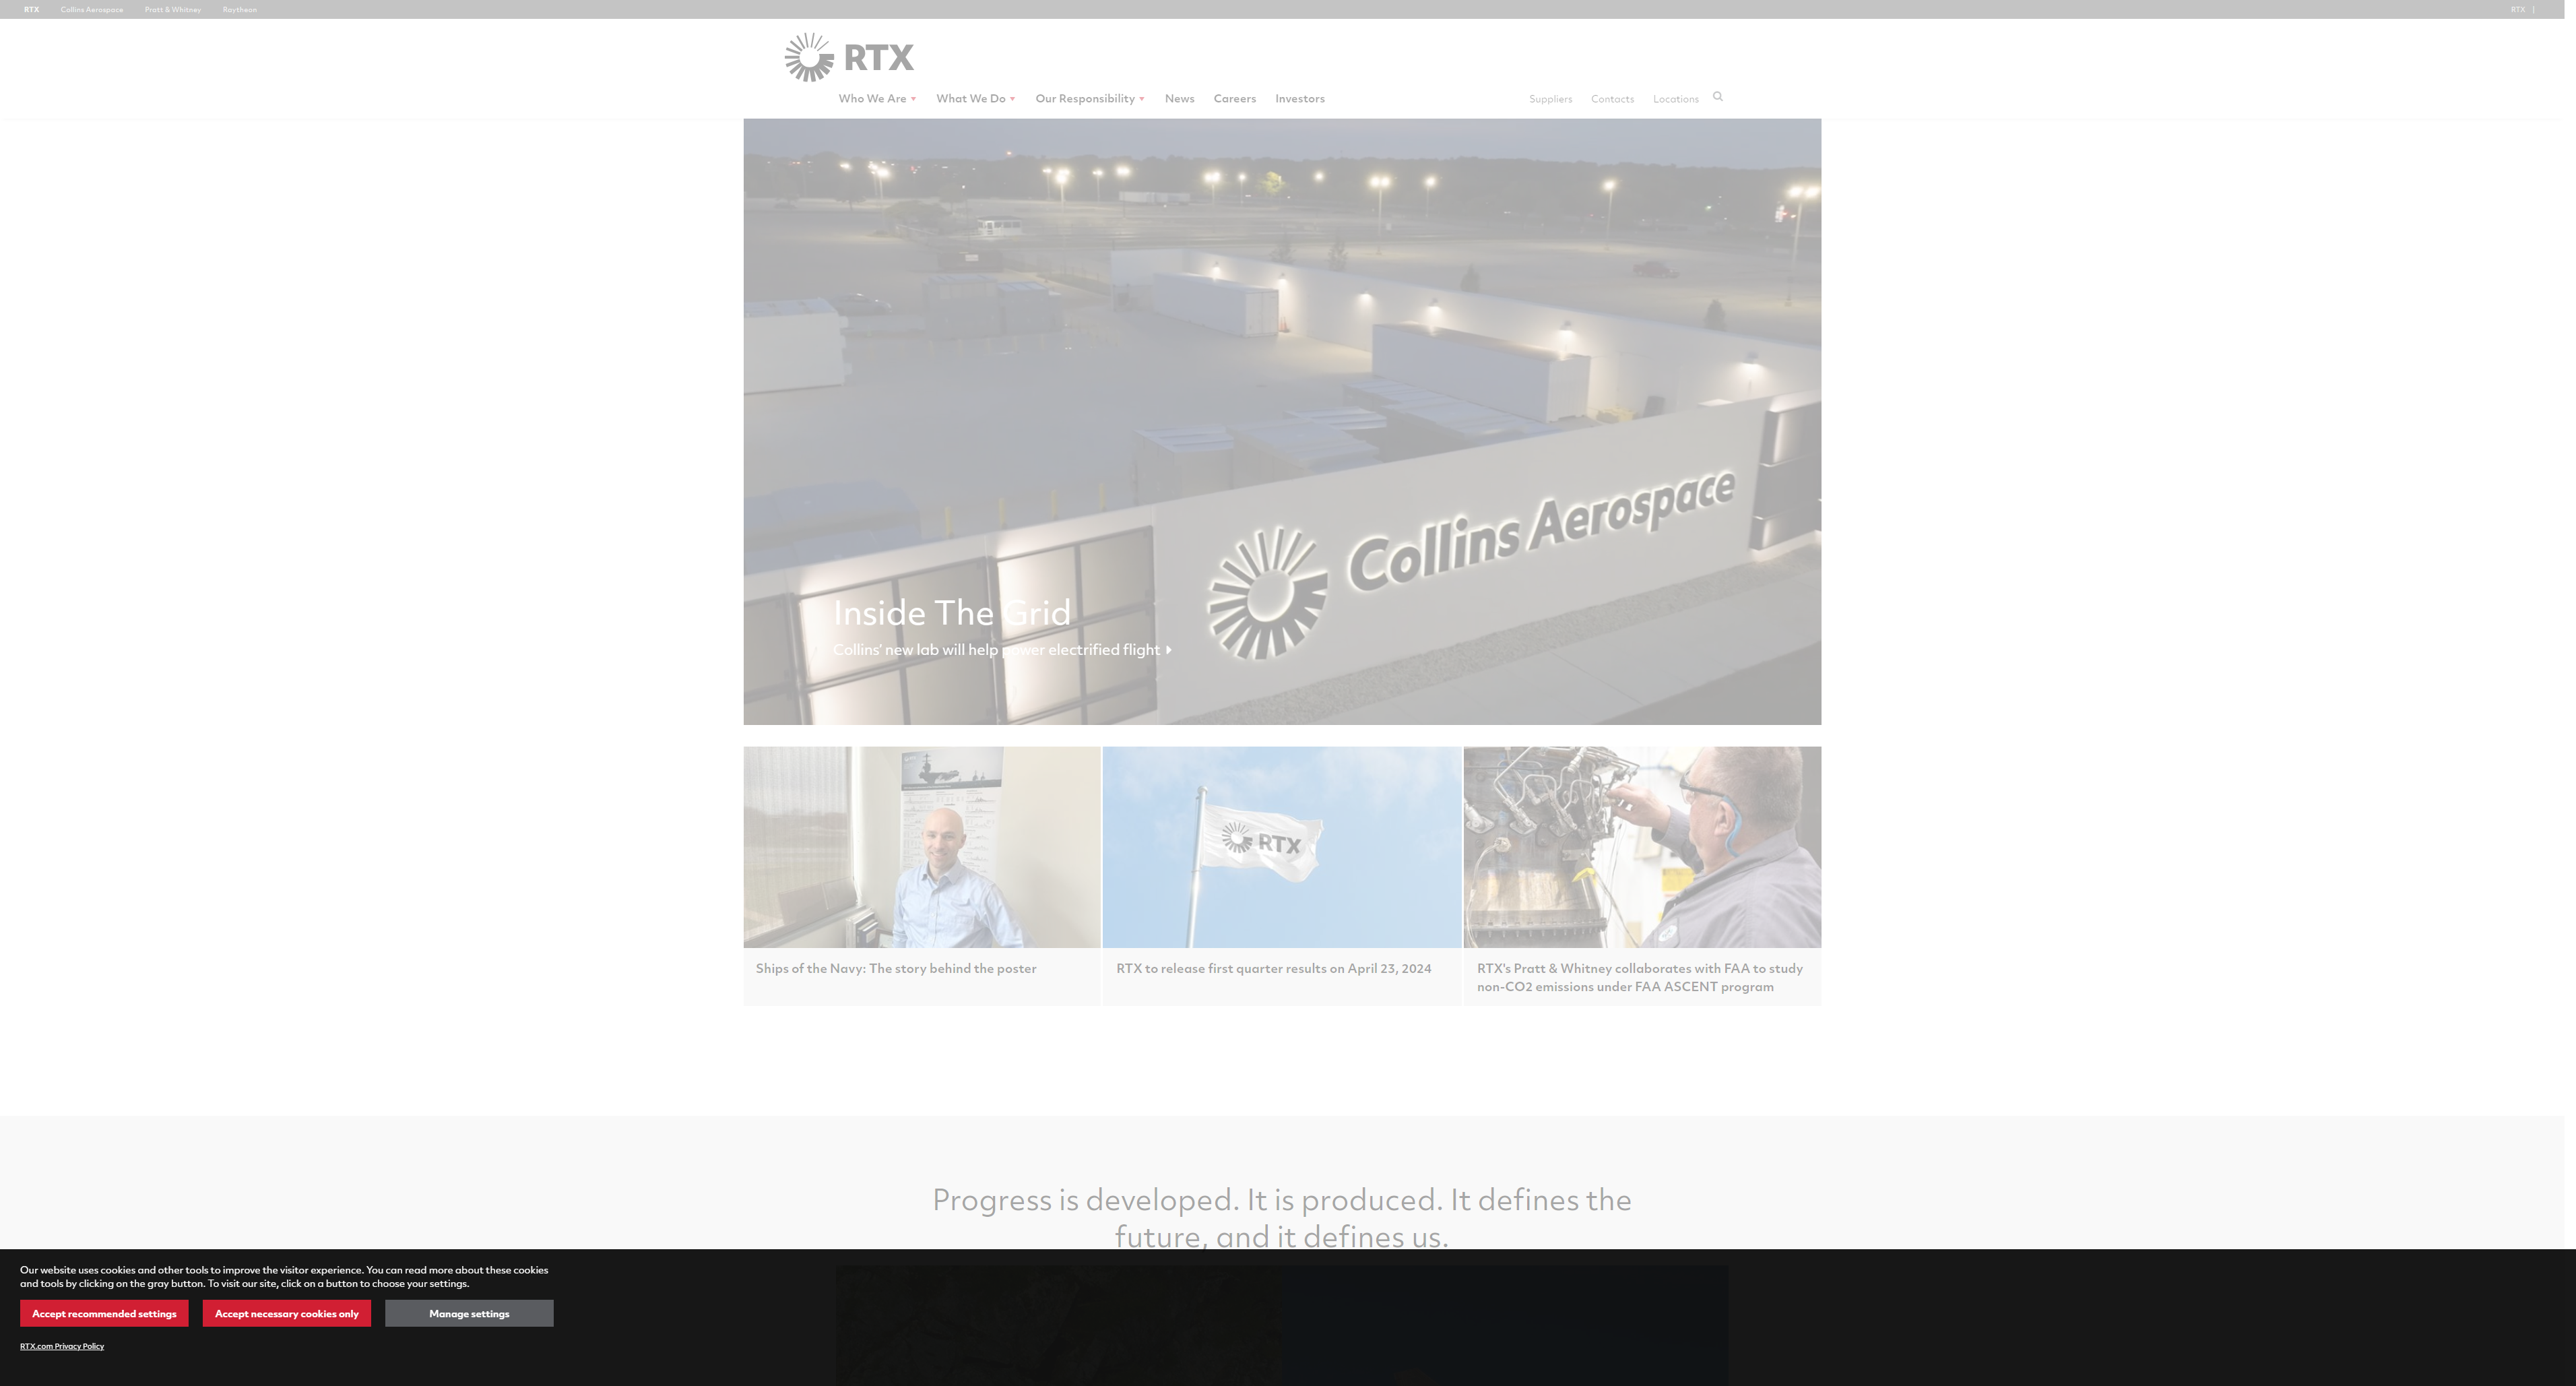 RTX Collins Aerospace Pratt & Whitney Raytheon RTX |
RTX
Who We Are What We Do Our Responsibility News Careers Investors Suppliers Contacts Locations
Collins Aerospace
Inside The Grid
Collins' new lab will help power electrified flight
RTX
Ships of the Navy: The story behind the poster
RTX to release first quarter results on April 23, 2024
RTX's Pratt & Whitney collaborates with FAA to study
non-CO2 emissions under FAA ASCENT program
Progress is developed. It is produced. It defines the
future, and it defines us.
Our website uses cookies and other tools to improve the visitor experience. You can read more about these cookies
and tools by clicking on the gray button. To visit our site, click on a button to choose your settings.
Accept recommended settings Accept necessary cookies only Manage settings
RTX.com Privacy Policy